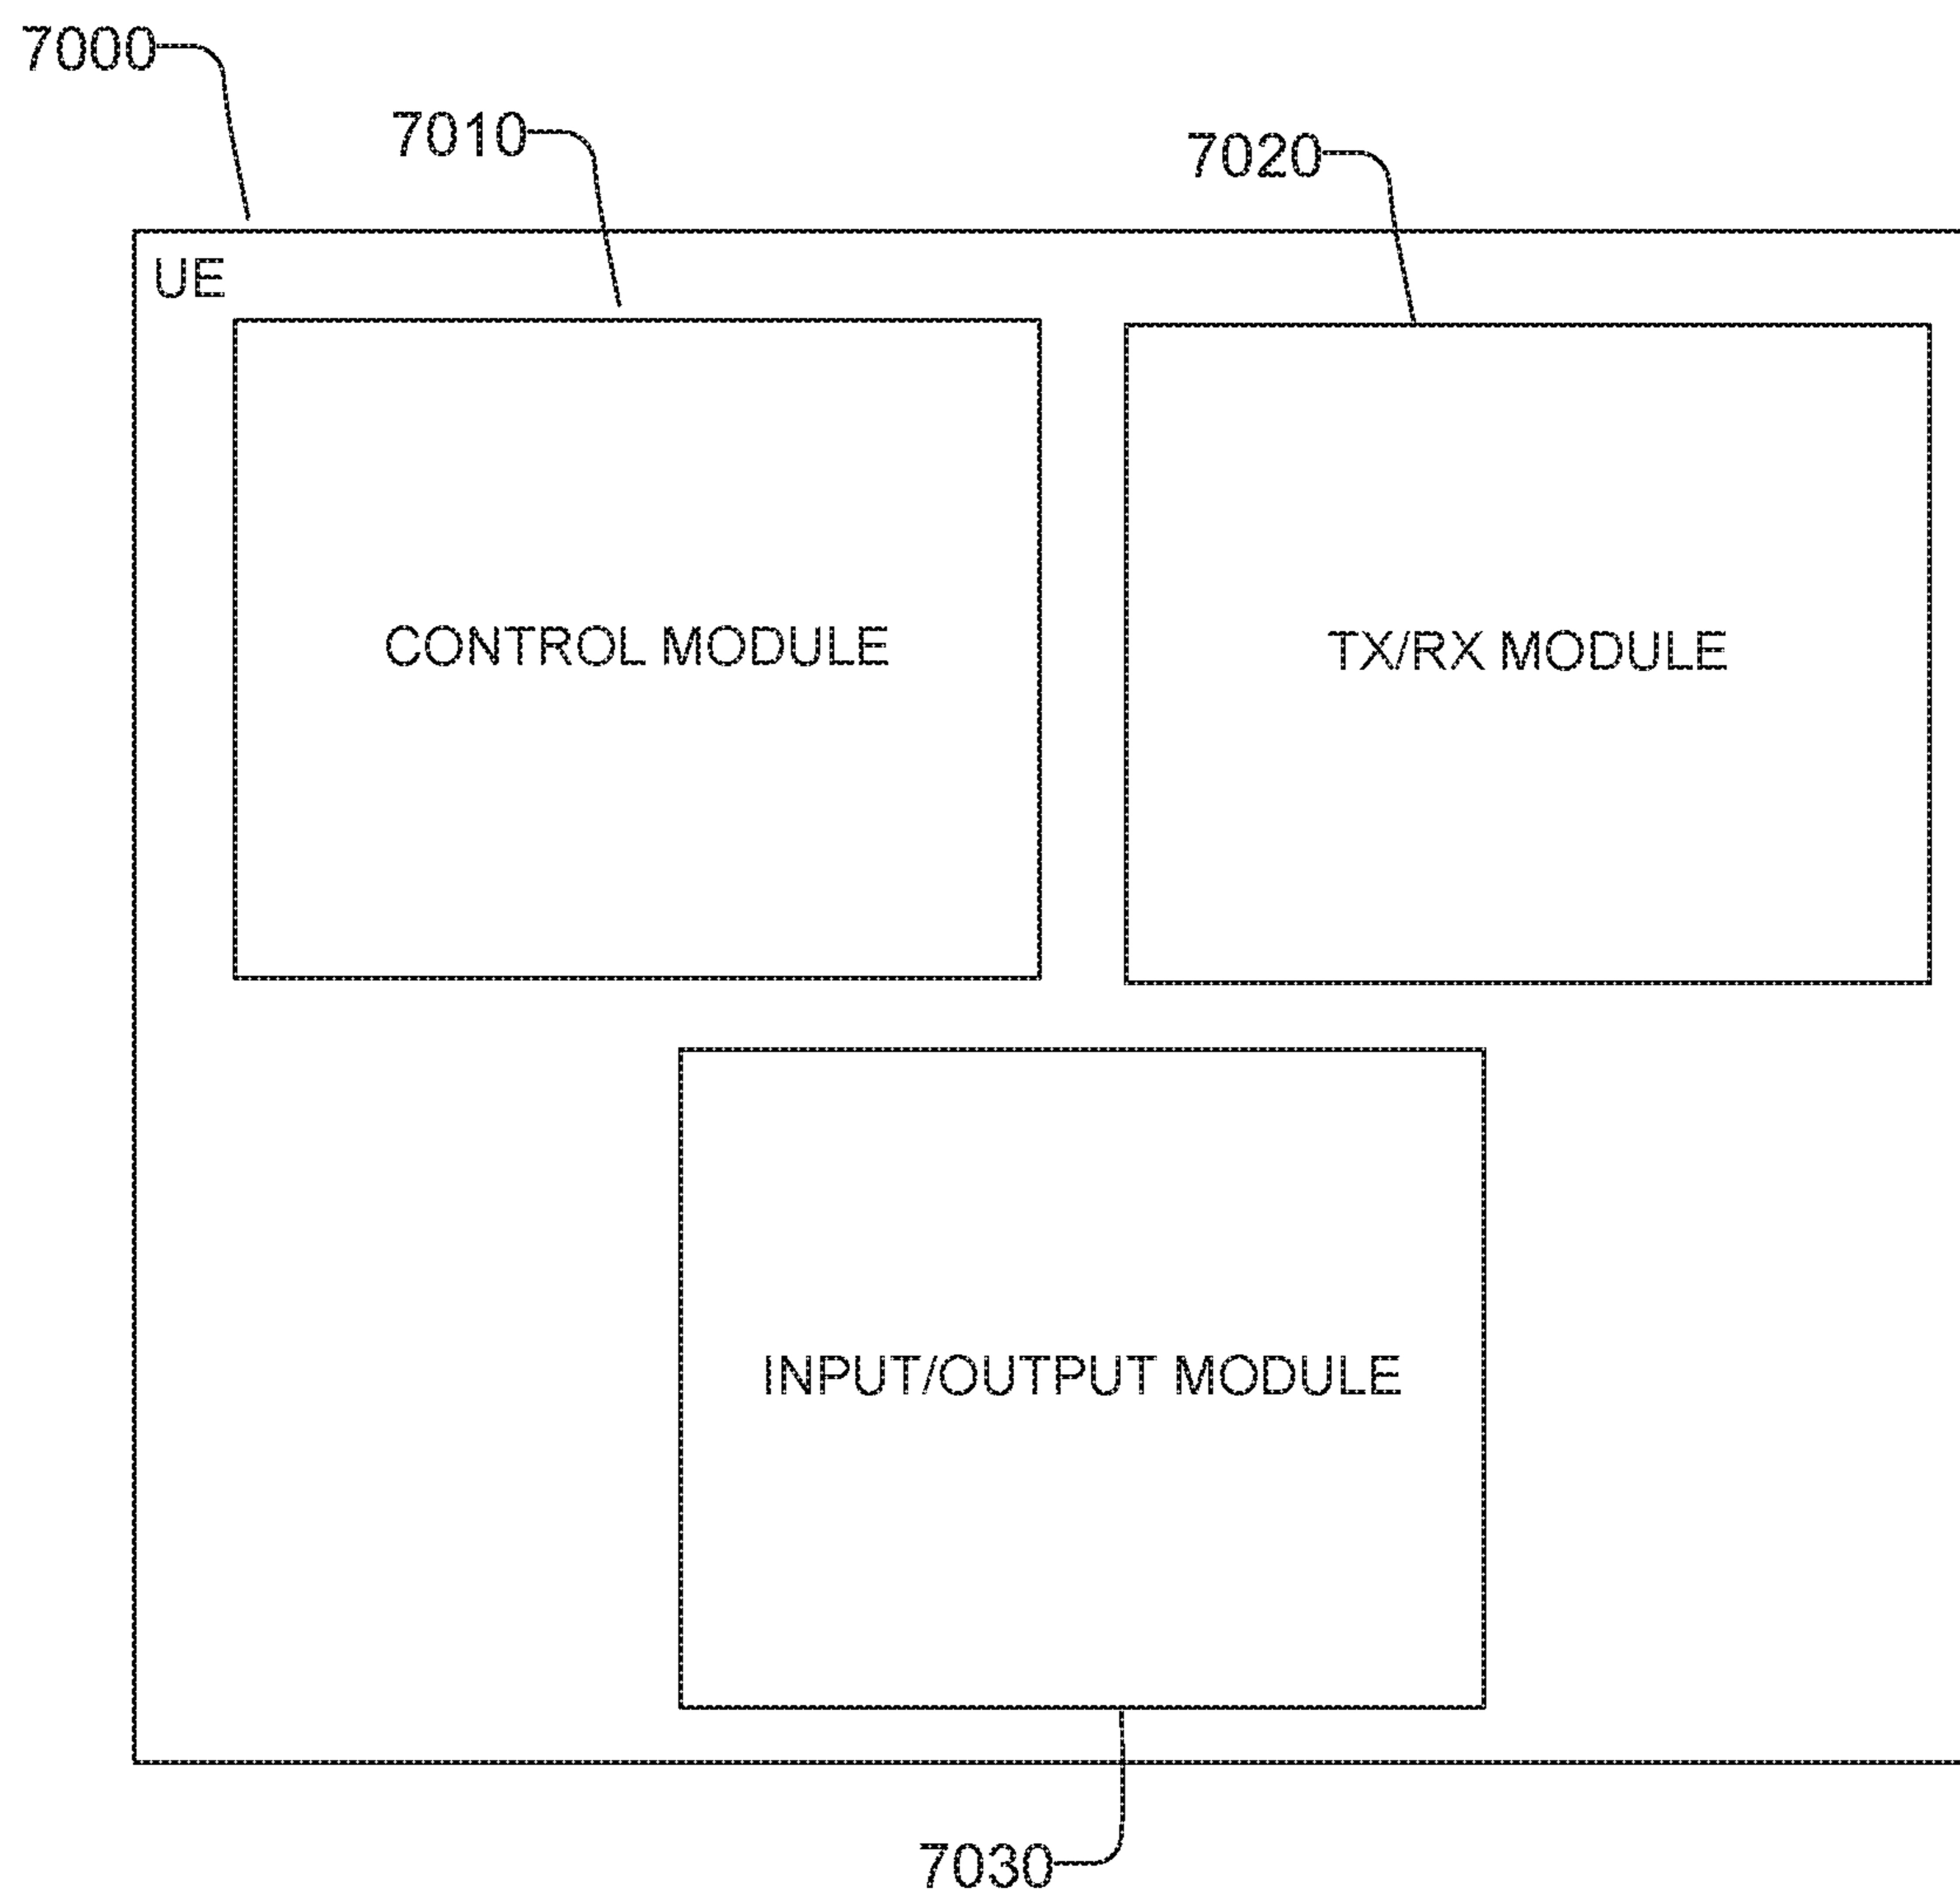 7000
7010
7020
UE
CONTROL MODULE
TX/RX MODULE
INPUT/OUTPUT MODULE
7030